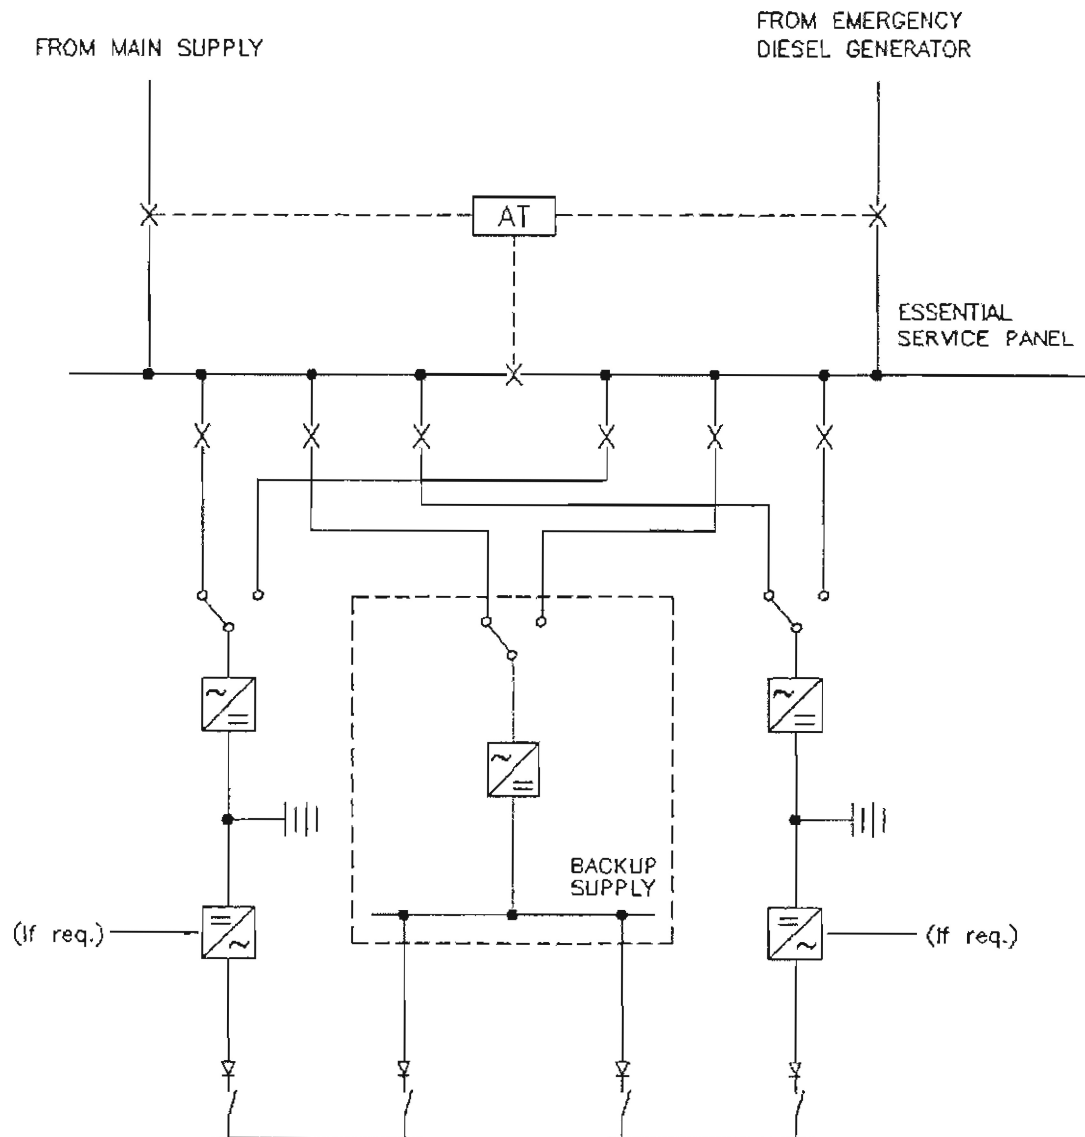 FROM MAIN SUPPLY
FROM EMERGENCY
DIESEL GENERATOR
AT
ESSENTIAL
SERVICE PANEL
BACKUP
SUPPLY
(If req.)
(If req.)